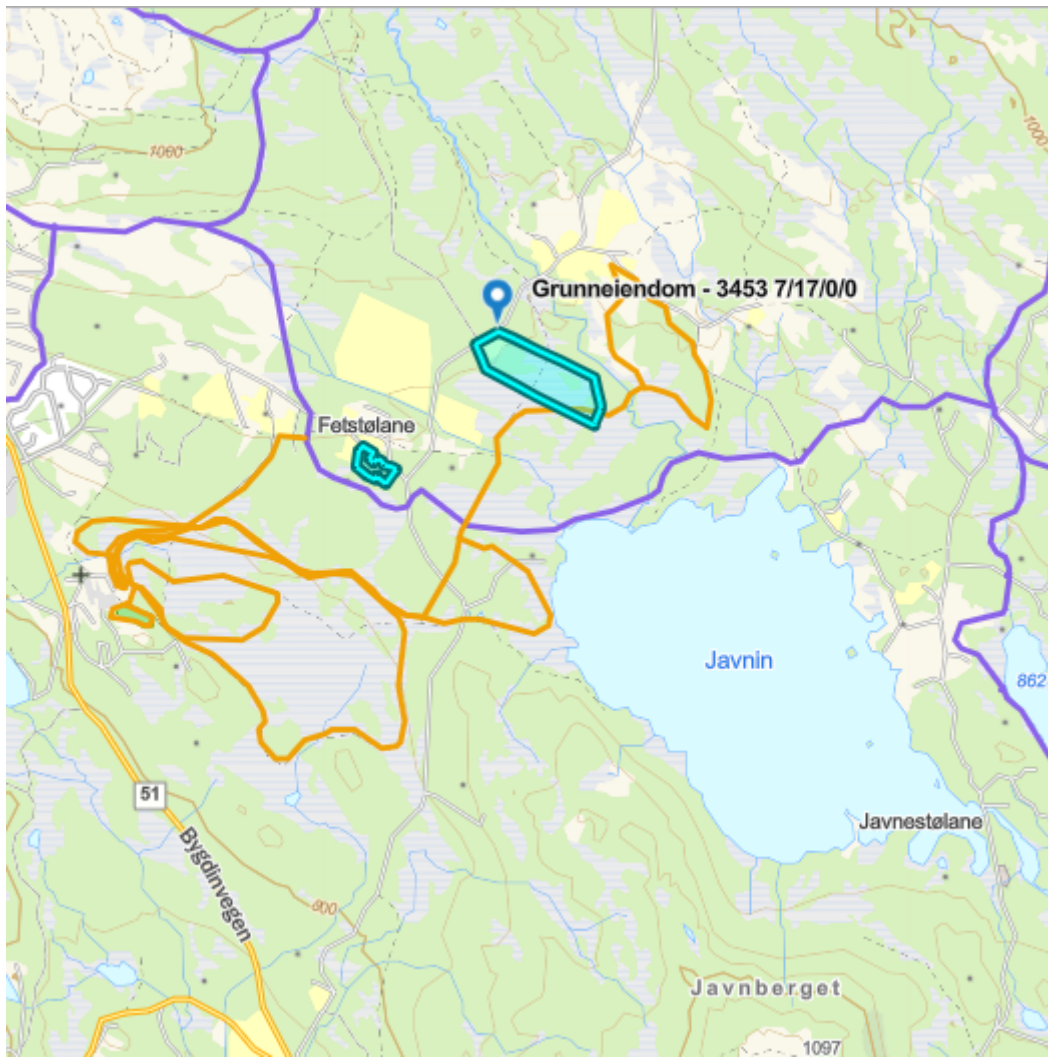 1060
1000
Grunneiendom - 3453 7/17/0/0
Fetstølane
Javnin
862
51
Bygdinvegen
Javnestølane
900
Javnberget
1097